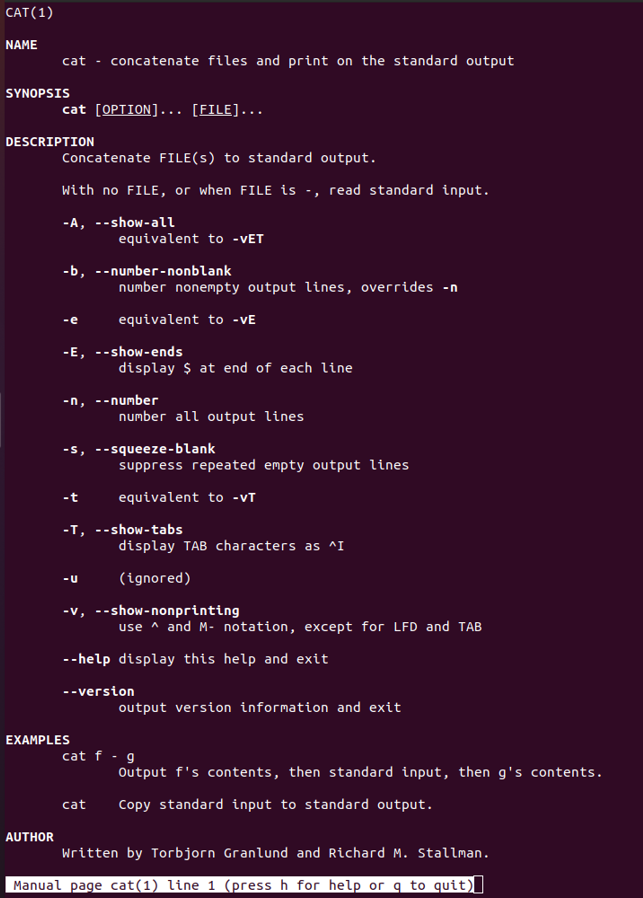 CAT(1)
NAME
cat - concatenate files and print on the standard output
SYNOPSIS
cat [OPTION]... [FILE]...
DESCRIPTION
Concatenate FILE(s) to standard output.
With no FILE, or when FILE is -, read standard input.
-A, --show-all
equivalent to -vET
-b, --number-nonblank
number nonempty output lines, overrides -n
-e     equivalent to -vE
-E, --show-ends
display $ at end of each line
-n, --number
number all output lines
-s, --squeeze-blank
suppress repeated empty output lines
-t     equivalent to -vT
-T, --show-tabs
display TAB characters as ^I
-u     (ignored)
-v, --show-nonprinting
use ^ and M- notation, except for LFD and TAB
--help display this help and exit
--version
output version information and exit
EXAMPLES
cat f - g
Output f's contents, then standard input, then g's contents.
cat    Copy standard input to standard output.
AUTHOR
Written by Torbjorn Granlund and Richard M. Stallman.
Manual page cat(1) line 1 (press h for help or q to quit)